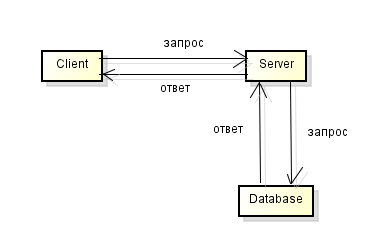 запрос
Client
Server
ответ
ответ
запрос
Database